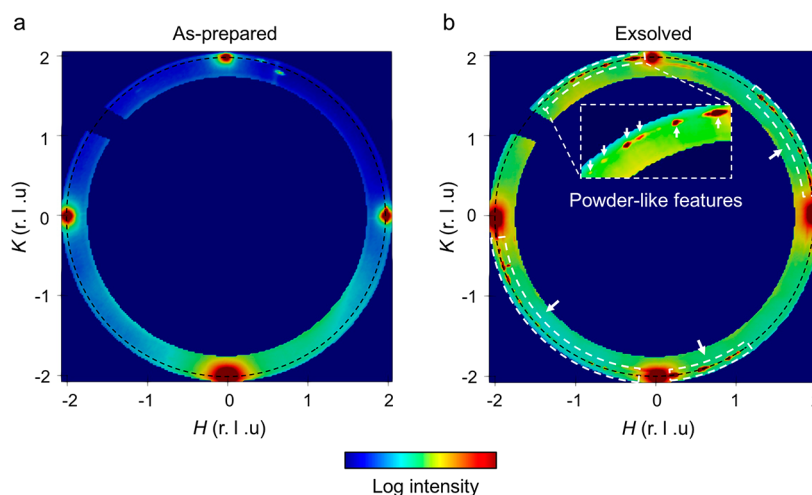 a
As-prepared
2
1
0
-1
-2
K (r. l .u)
-2
-1
0
1
2
H (r. l .u)
b
Exsolved
2
1
0
-1
-2
K (r. l .u)
Powder-like features
-2
-1
0
1
2
H (r. l .u)
Log intensity